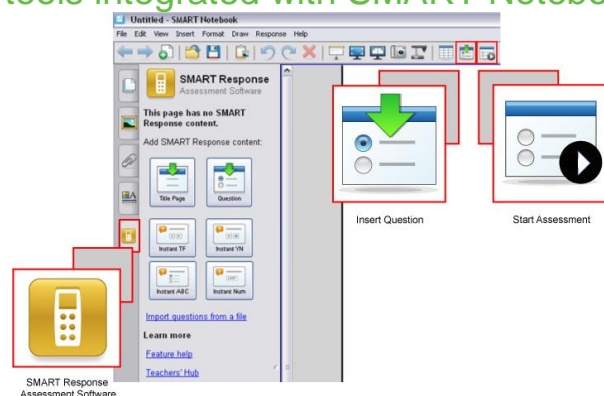 tools integrated with SMART Notebo
Untitled - SMART Notebook
File Edit View Insert Format Draw Response Help
SMART Response
Assessment Software
This page has no SMART
Response content.
Add SMART Response content:
Title Page Question
Instant TF Instant YN
Instant ABC Instant Num
Import questions from a file
Learn more
Feature help
Teachers' Hub
Insert Question
Start Assessment
SMART Response
Assessment Software